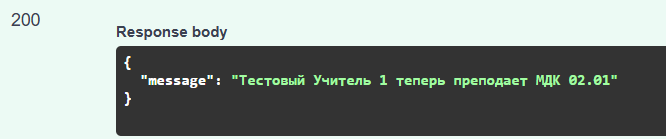 200
Response body
{
"message": "Тестовый Учитель 1 теперь преподает МДК 02.01"
}